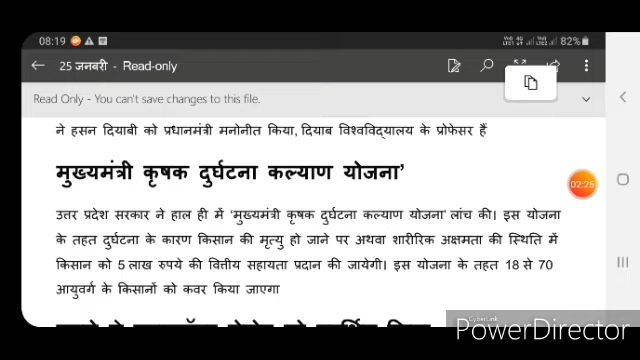 08:19 82%
25 जनबरी - Read-only
Read Only - You can't save changes to this file.
ने हसन दियाबी को प्रधानमंत्री मनोनीत किया, दियाब विश्वविद्यालय के प्रोफेसर हैं
मुख्यमंत्री कृषक दुर्घटना कल्याण योजना’
02:25
उत्तर प्रदेश सरकार ने हाल ही में ‘मुख्यमंत्री कृषक दुर्घटना कल्याण योजना’ लांच की। इस योजना
के तहत दुर्घटना के कारण किसान की मृत्यु हो जाने पर अथवा शारीरिक अक्षमता की स्थिति में
किसान को 5 लाख रुपये की वित्तीय सहायता प्रदान की जायेगी। इस योजना के तहत 18 से 70
आयुवर्ग के किसानों को कवर किया जाएगा
CyberLink
PowerDirector